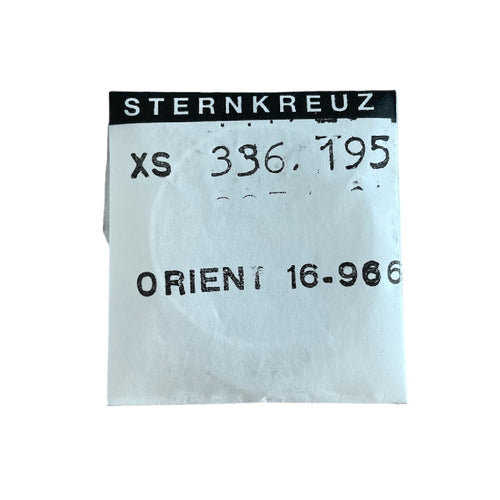 STERNKREUZ
XS 336.195
ORIENT 16-966